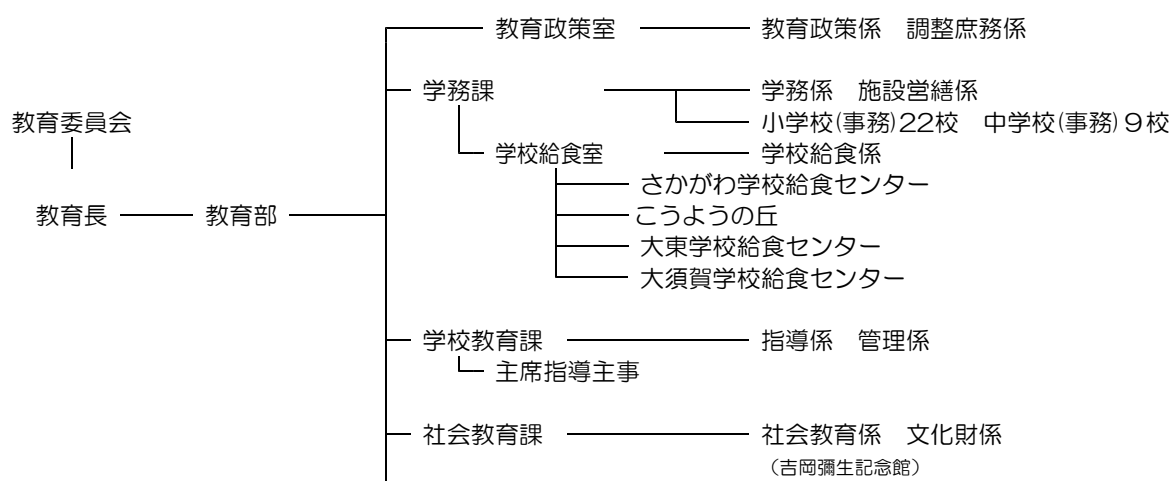 教育政策室 教育政策係 調整庶務係
学務課 学務係 施設営繕係
教育委員会
小学校(事務)22校 中学校(事務)9校
学校給食室 学校給食係
さかがわ学校給食センター
教育長 教育部 こうようの丘
大東学校給食センター
大須賀学校給食センター
学校教育課 指導係 管理係
主席指導主事
社会教育課 社会教育係 文化財係
(吉岡彌生記念館)